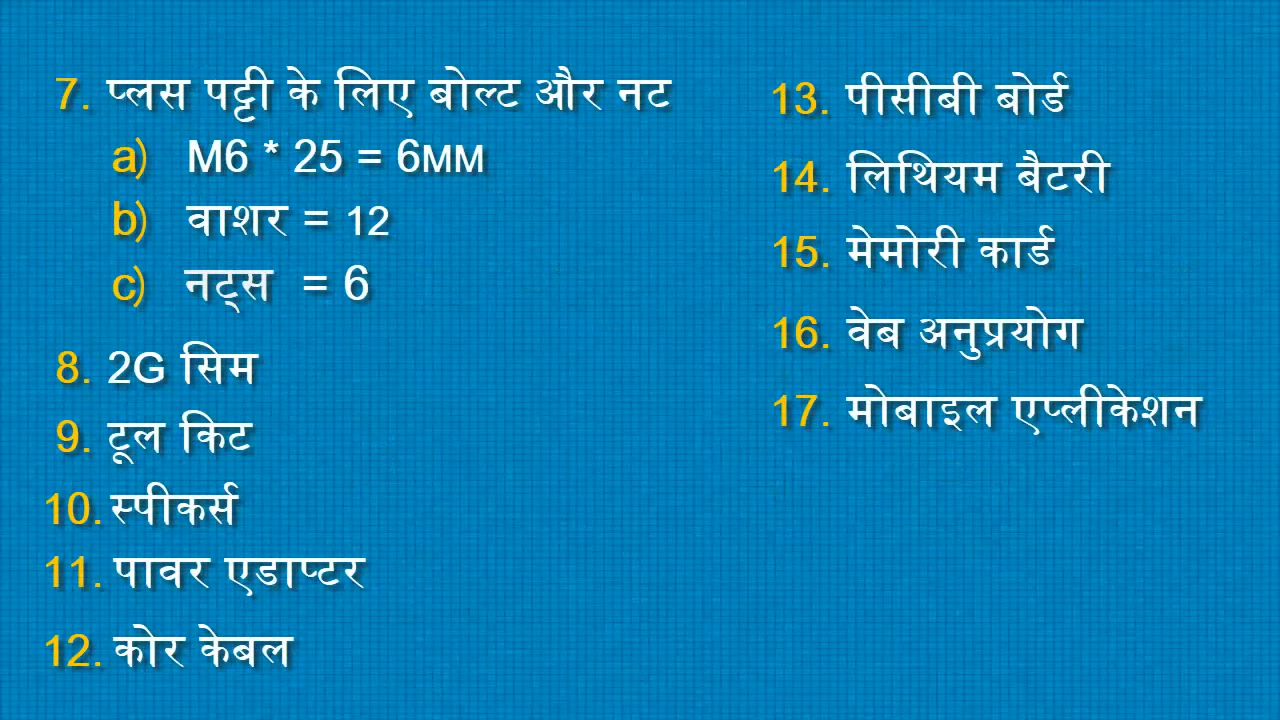 7. प्लस पट्टी के लिए बोल्ट और नट
a) M6 * 25 = 6MM
b) वाशर = 12
c) नट्स = 6
8. 2G सिम
9. टूल किट
10. स्पीकर्स
11. पावर एडाप्टर
12. कोर केबल
13. पीसीबी बोर्ड
14. लिथियम बैटरी
15. मेमोरी कार्ड
16. वेब अनुप्रयोग
17. मोबाइल एप्लीकेशन